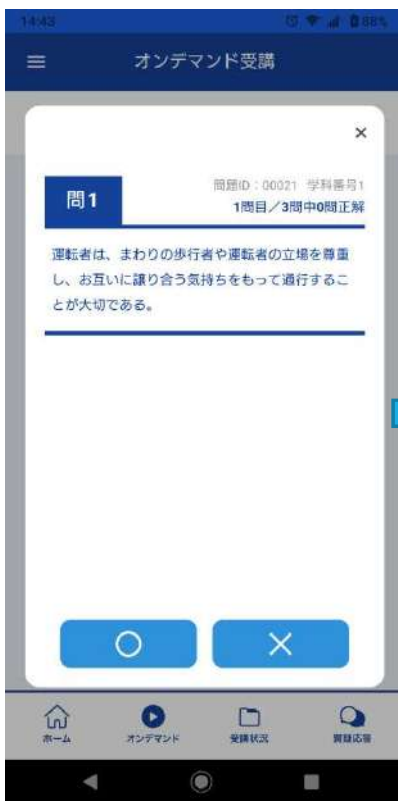 14:43
88%
オンデマンド受講
×
問題ID：00021 学科番号1
問1
1問目／3問中0問正解
運転者は、まわりの歩行者や運転者の立場を尊重
し、お互いに譲り合う気持ちをもって通行するこ
とが大切である。
ホーム
オンデマンド
受講状況
質疑応答